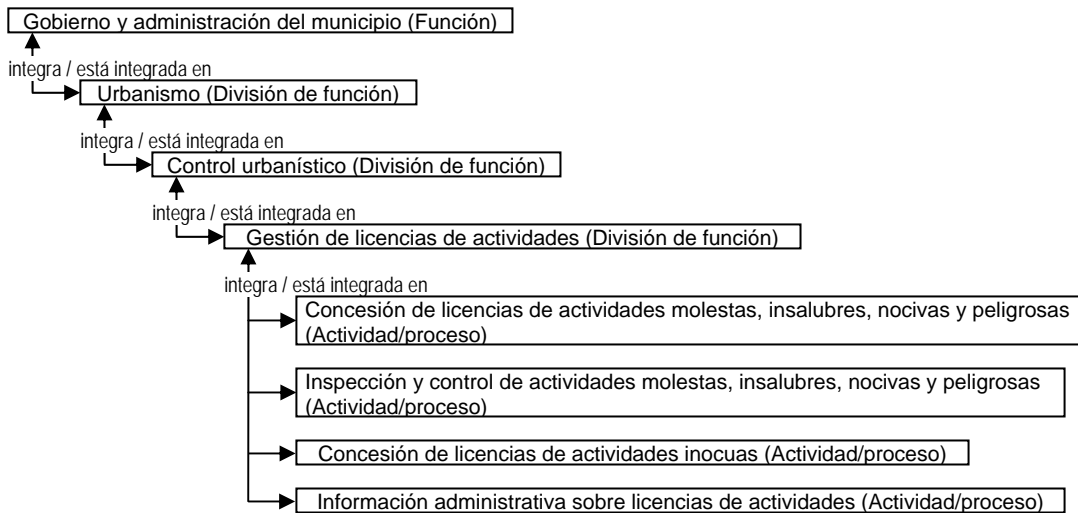 Gobierno y administración del municipio (Función)
integra / está integrada en
Urbanismo (División de función)
integra / está integrada en
Control urbanístico (División de función)
integra / está integrada en
Gestión de licencias de actividades (División de función)
integra / está integrada en
Concesión de licencias de actividades molestas, insalubres, nocivas y peligrosas
(Actividad/proceso)
Inspección y control de actividades molestas, insalubres, nocivas y peligrosas
(Actividad/proceso)
Concesión de licencias de actividades inocuas (Actividad/proceso)
Información administrativa sobre licencias de actividades (Actividad/proceso)